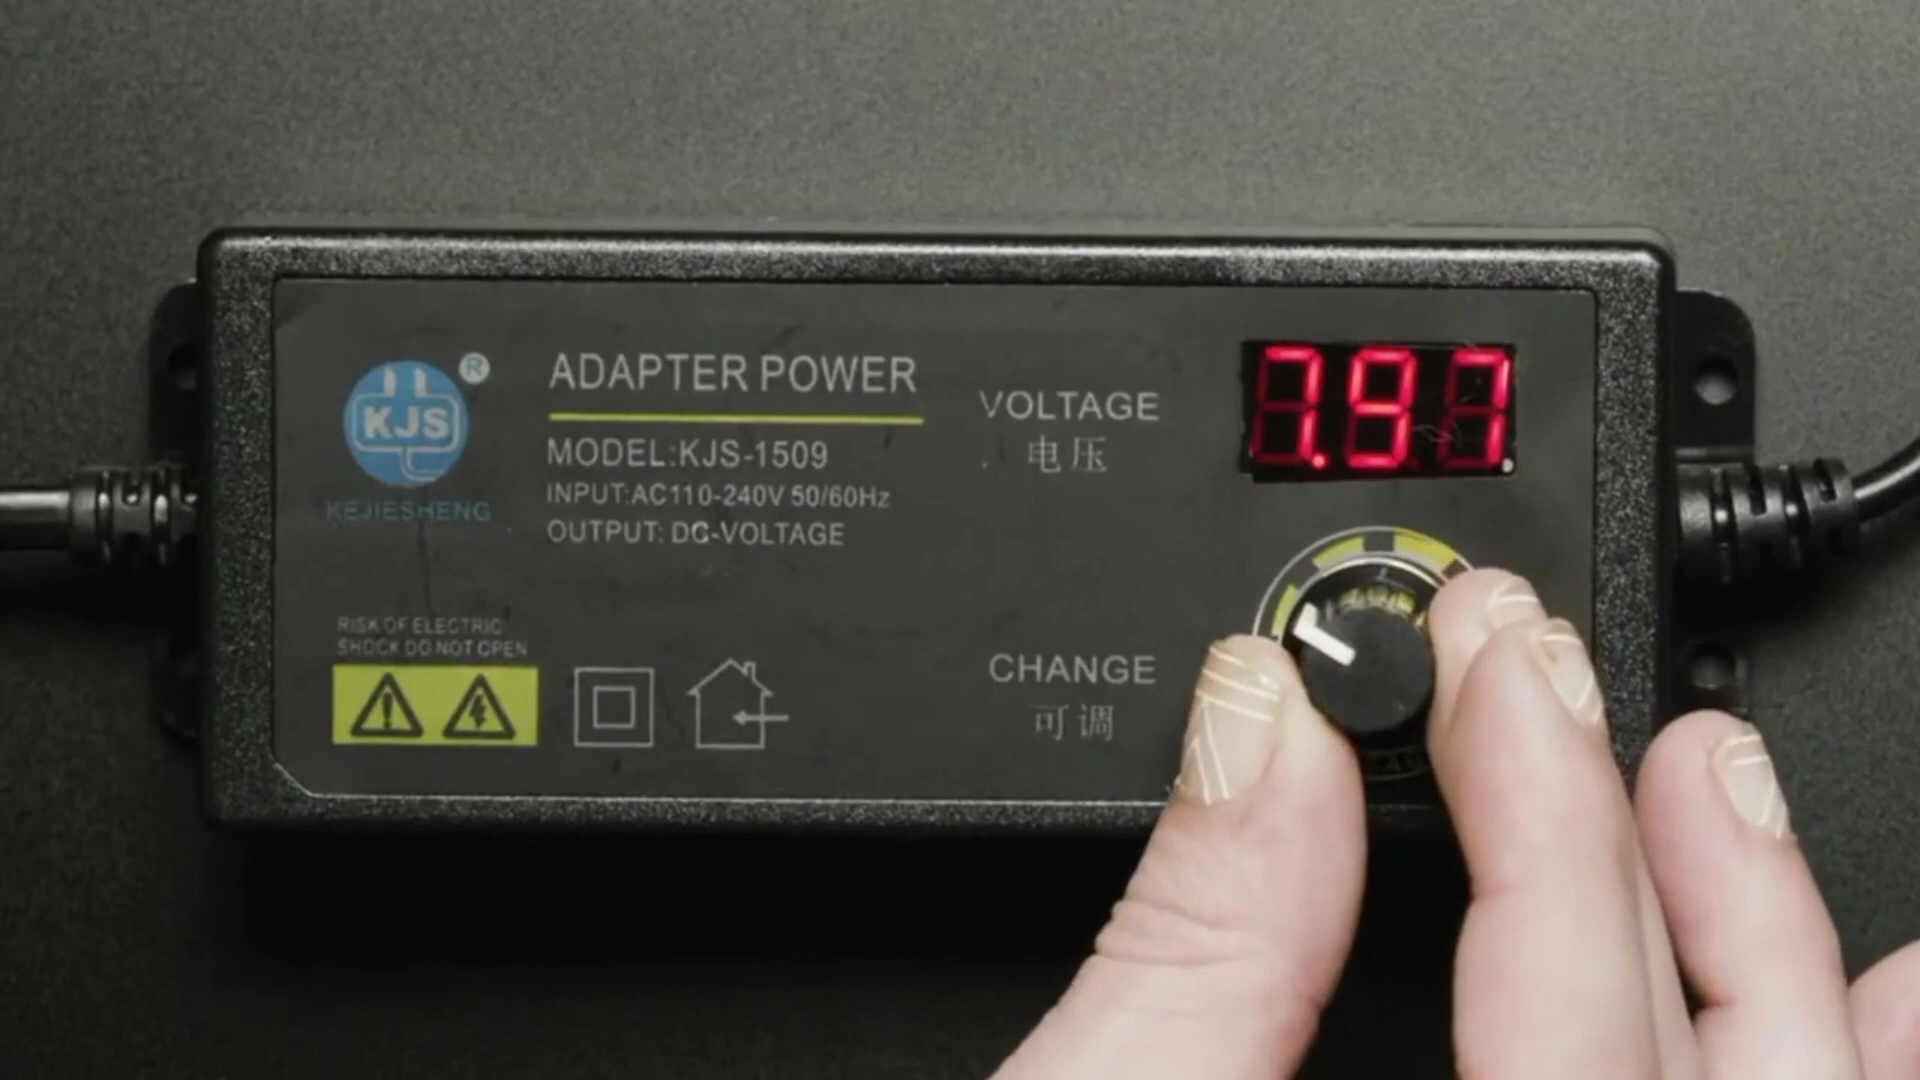 KJS
®
KEJIESHENG
ADAPTER POWER
MODEL:KJS-1509
INPUT:AC110-240V 50/60Hz
OUTPUT: DC-VOLTAGE
RISK OF ELECTRIC
SHOCK DO NOT OPEN
VOLTAGE
电压
CHANGE
可调